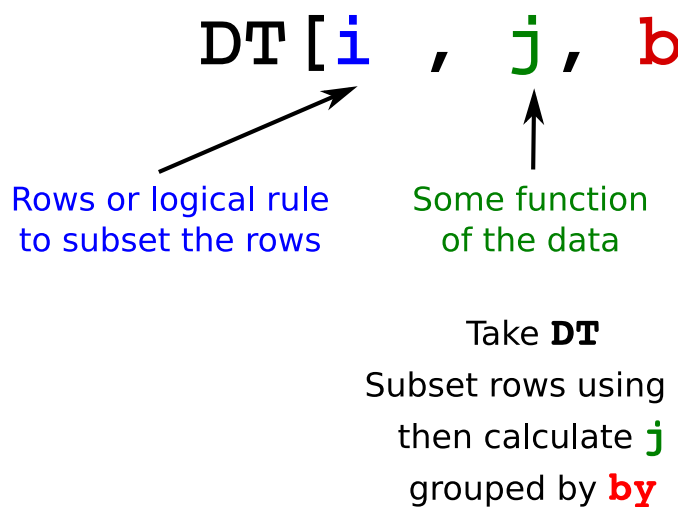 DT[i , j, b
Rows or logical rule
to subset the rows
Some function
of the data
Take DT
Subset rows using
then calculate j
grouped by by